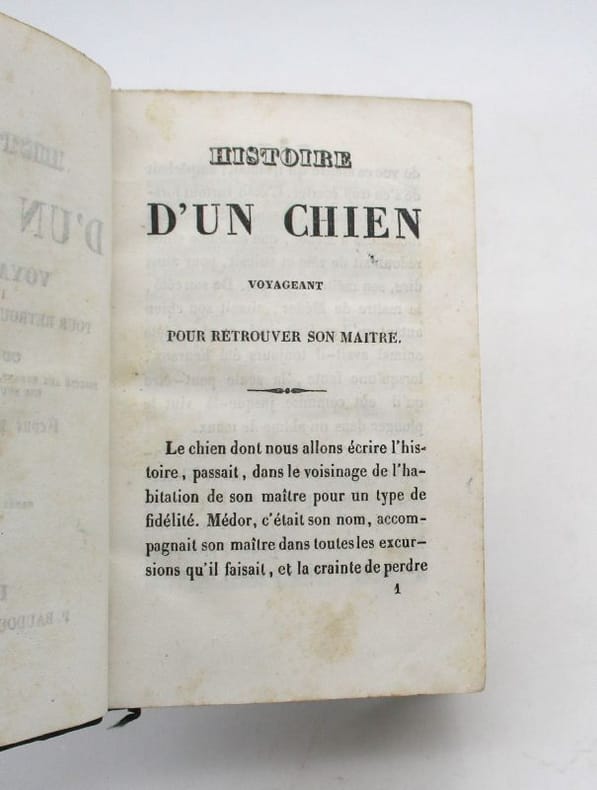 HISTOIRE
D'UN CHIEN
VOYAGEANT
POUR RETROUVER SON MAITRE.
Le chien dont nous allons écrire l'his-
toire, passait, dans le voisinage de l'ha-
bitation de son maître pour un type de
fidélité. Médor, c'était son nom, accom-
pagnait son maître dans toutes les excur-
sions qu'il faisait, et la crainte de perdre
1